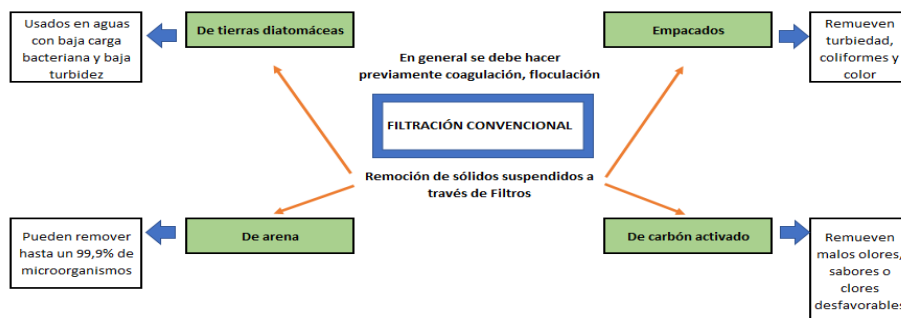 Usados en aguas
con baja carga
bacteriana y baja
turbidez
De tierras diatomáceas
En general se debe hacer
previamente coagulación, floculación
Empacados
Remueven
turbiedad,
coliformes y
color
FILTRACIÓN CONVENCIONAL
Remoción de sólidos suspendidos a
través de Filtros
Pueden remover
hasta un 99,9% de
microorganismos
De arena
De carbón activado
Remueven
malos olores,
sabores o
clores
desfavorables